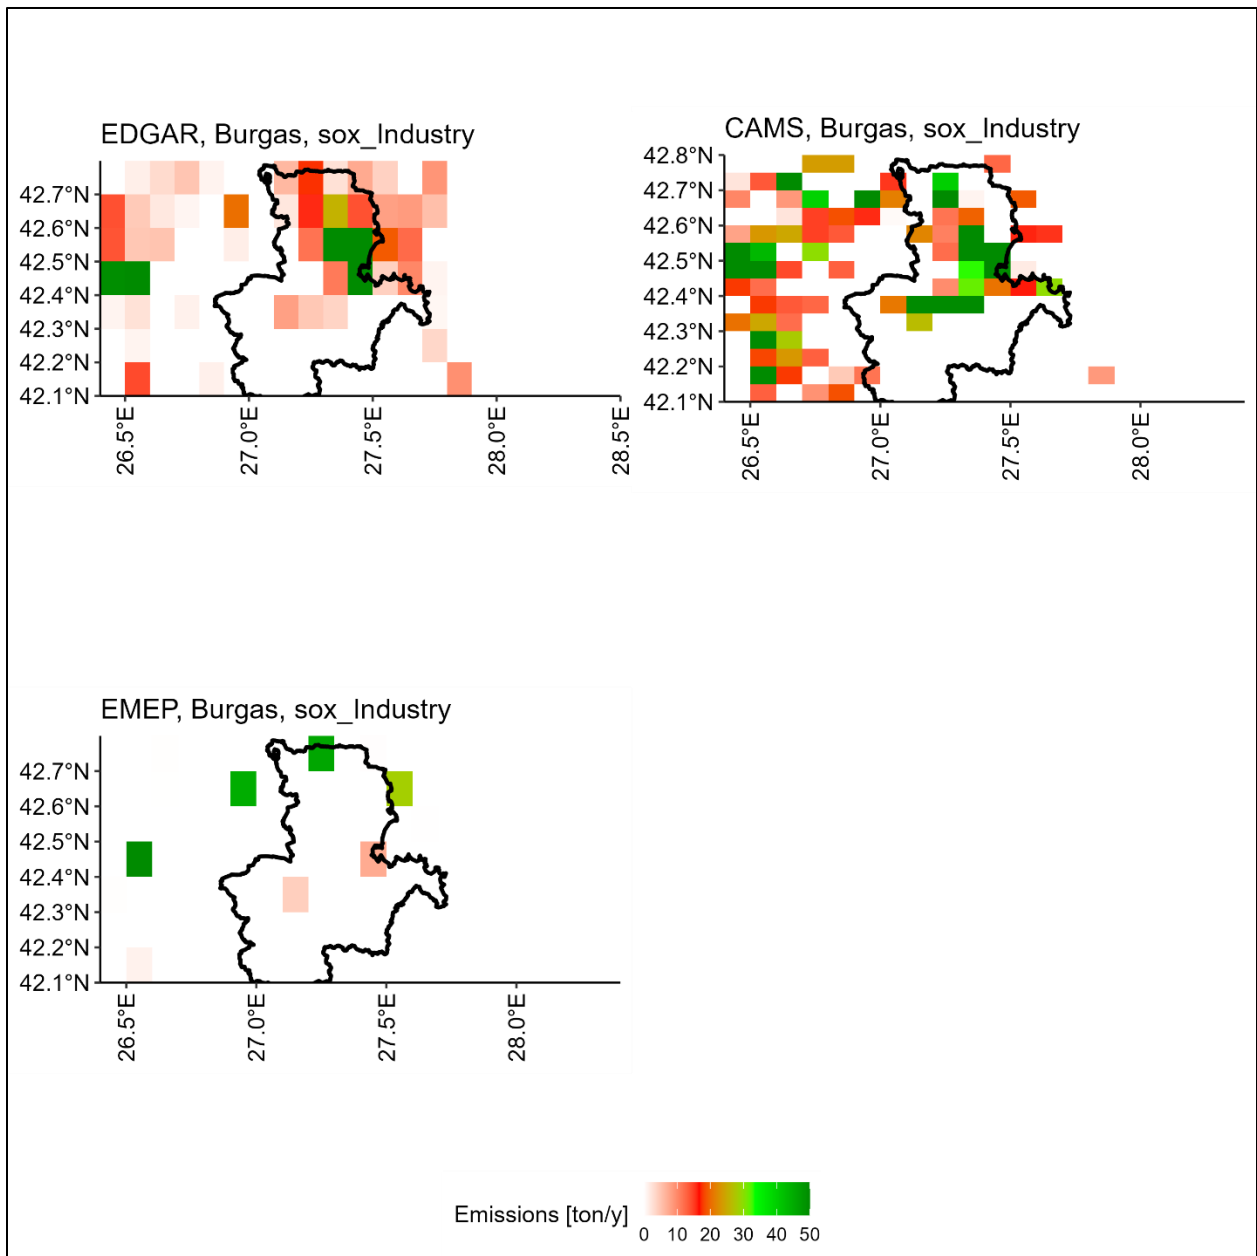 EDGAR, Burgas, sox_Industry
42.7°N
42.6°N
42.5°N
42.4°N
42.3°N
42.2°N
42.1°N
26.5°E
27.0°E
27.5°E
28.0°E
28.5°E
CAMS, Burgas, sox_Industry
42.8°N
42.7°N
42.6°N
42.5°N
42.4°N
42.3°N
42.2°N
42.1°N
26.5°E
27.0°E
27.5°E
28.0°E
EMEP, Burgas, sox_Industry
42.7°N
42.6°N
42.5°N
42.4°N
42.3°N
42.2°N
42.1°N
26.5°E
27.0°E
27.5°E
28.0°E
Emissions [ton/y]
0 10 20 30 40 50